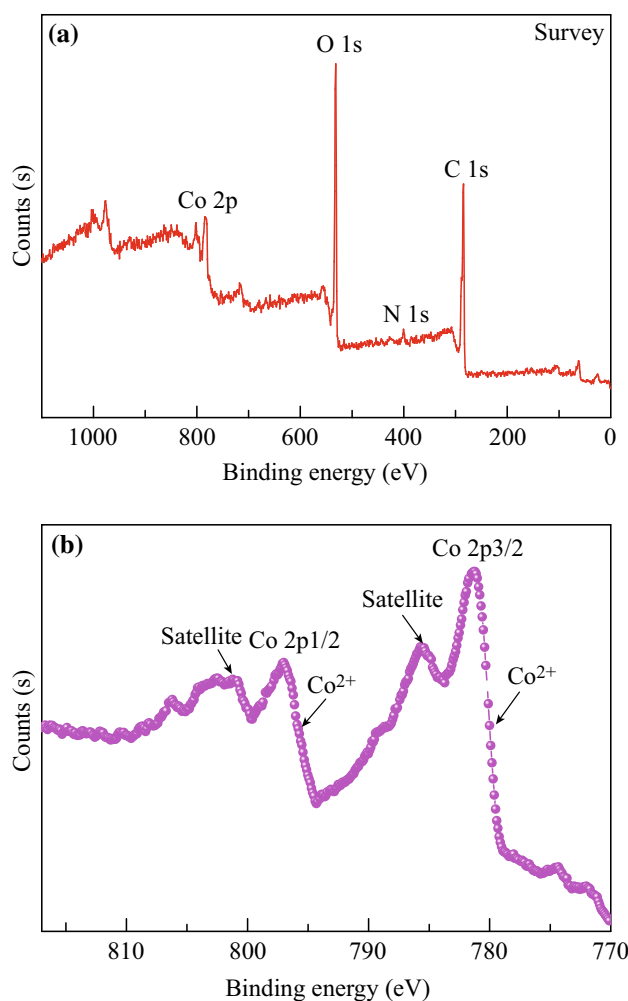 (a)
Survey
O 1s
C 1s
Co 2p
N 1s
Counts (s)
1000 800 600 400 200 0
Binding energy (eV)
(b)
Co 2p3/2
Satellite
Satellite
Co 2p1/2
Co²⁺
Co²⁺
Counts (s)
810 800 790 780 770
Binding energy (eV)